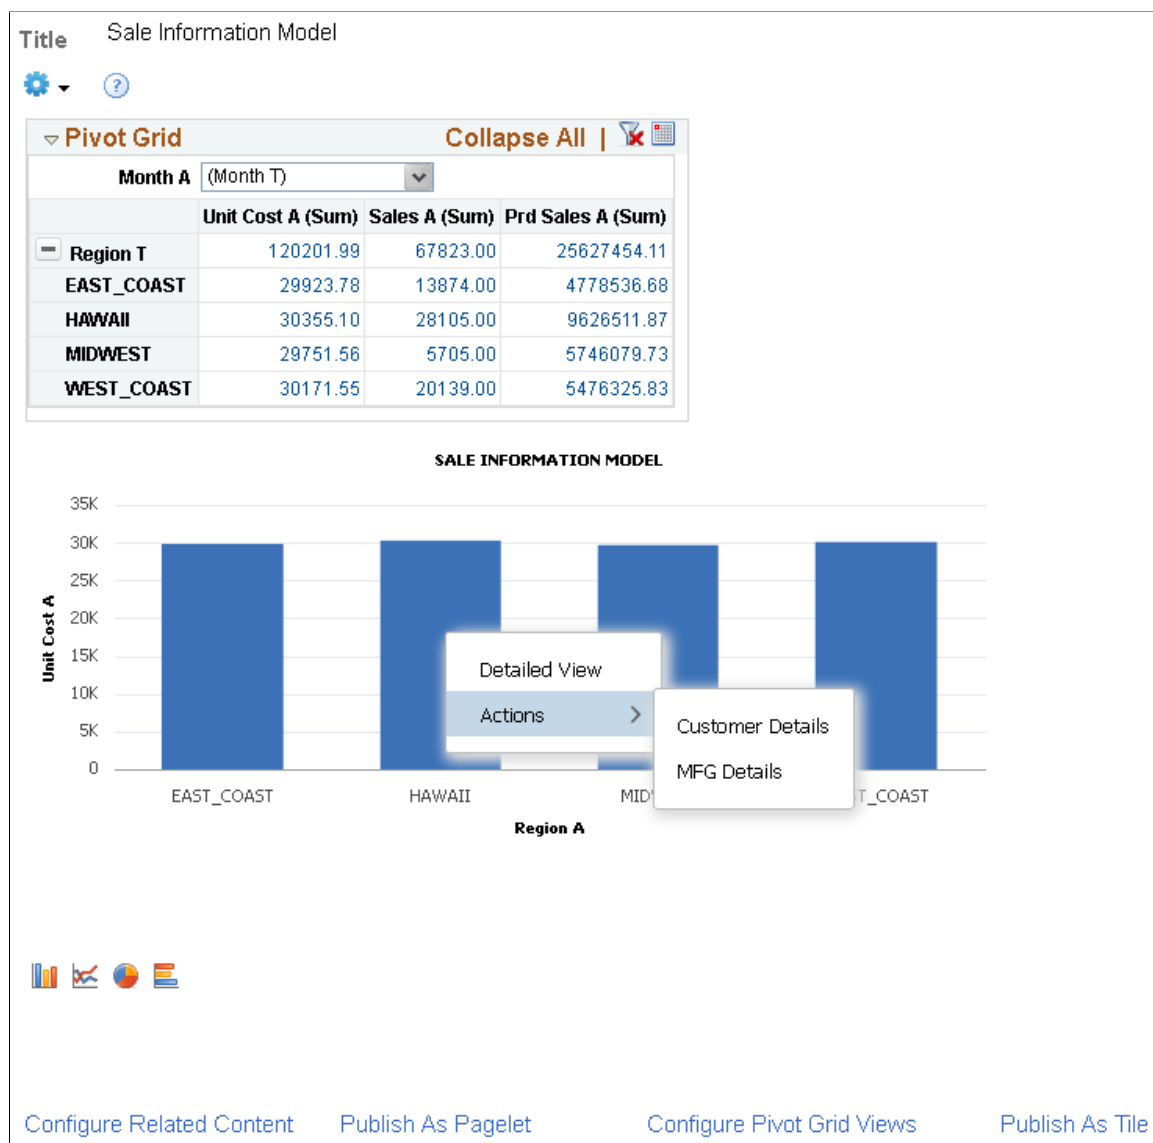 Title Sale Information Model
?
Pivot Grid Collapse All |
Month A (Month T)
Unit Cost A (Sum) Sales A (Sum) Prd Sales A (Sum)
Region T 120201.99 67823.00 25627454.11
EAST_COAST 29923.78 13874.00 4778536.68
HAWAII 30355.10 28105.00 9626511.87
MIDWEST 29751.56 5705.00 5746079.73
WEST_COAST 30171.55 20139.00 5476325.83
SALE INFORMATION MODEL
35K
30K
25K
20K
15K
10K
5K
0
Unit Cost A
Detailed View
Actions
Customer Details
MFG Details
EAST_COAST HAWAII MID T_COAST
Region A
Configure Related Content Publish As Pagelet Configure Pivot Grid Views Publish As Tile